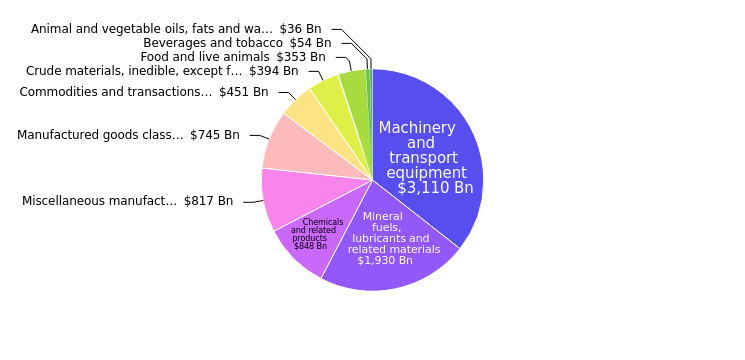 Animal and vegetable oils, fats and wa… $36 Bn
Beverages and tobacco $54 Bn
Food and live animals $353 Bn
Crude materials, inedible, except f… $394 Bn
Commodities and transactions… $451 Bn
Manufactured goods class… $745 Bn
Miscellaneous manufact… $817 Bn
Machinery
and
transport
equipment
$3,110 Bn
Mineral
fuels,
lubricants and
related materials
$1,930 Bn
Chemicals
and related
products
$848 Bn